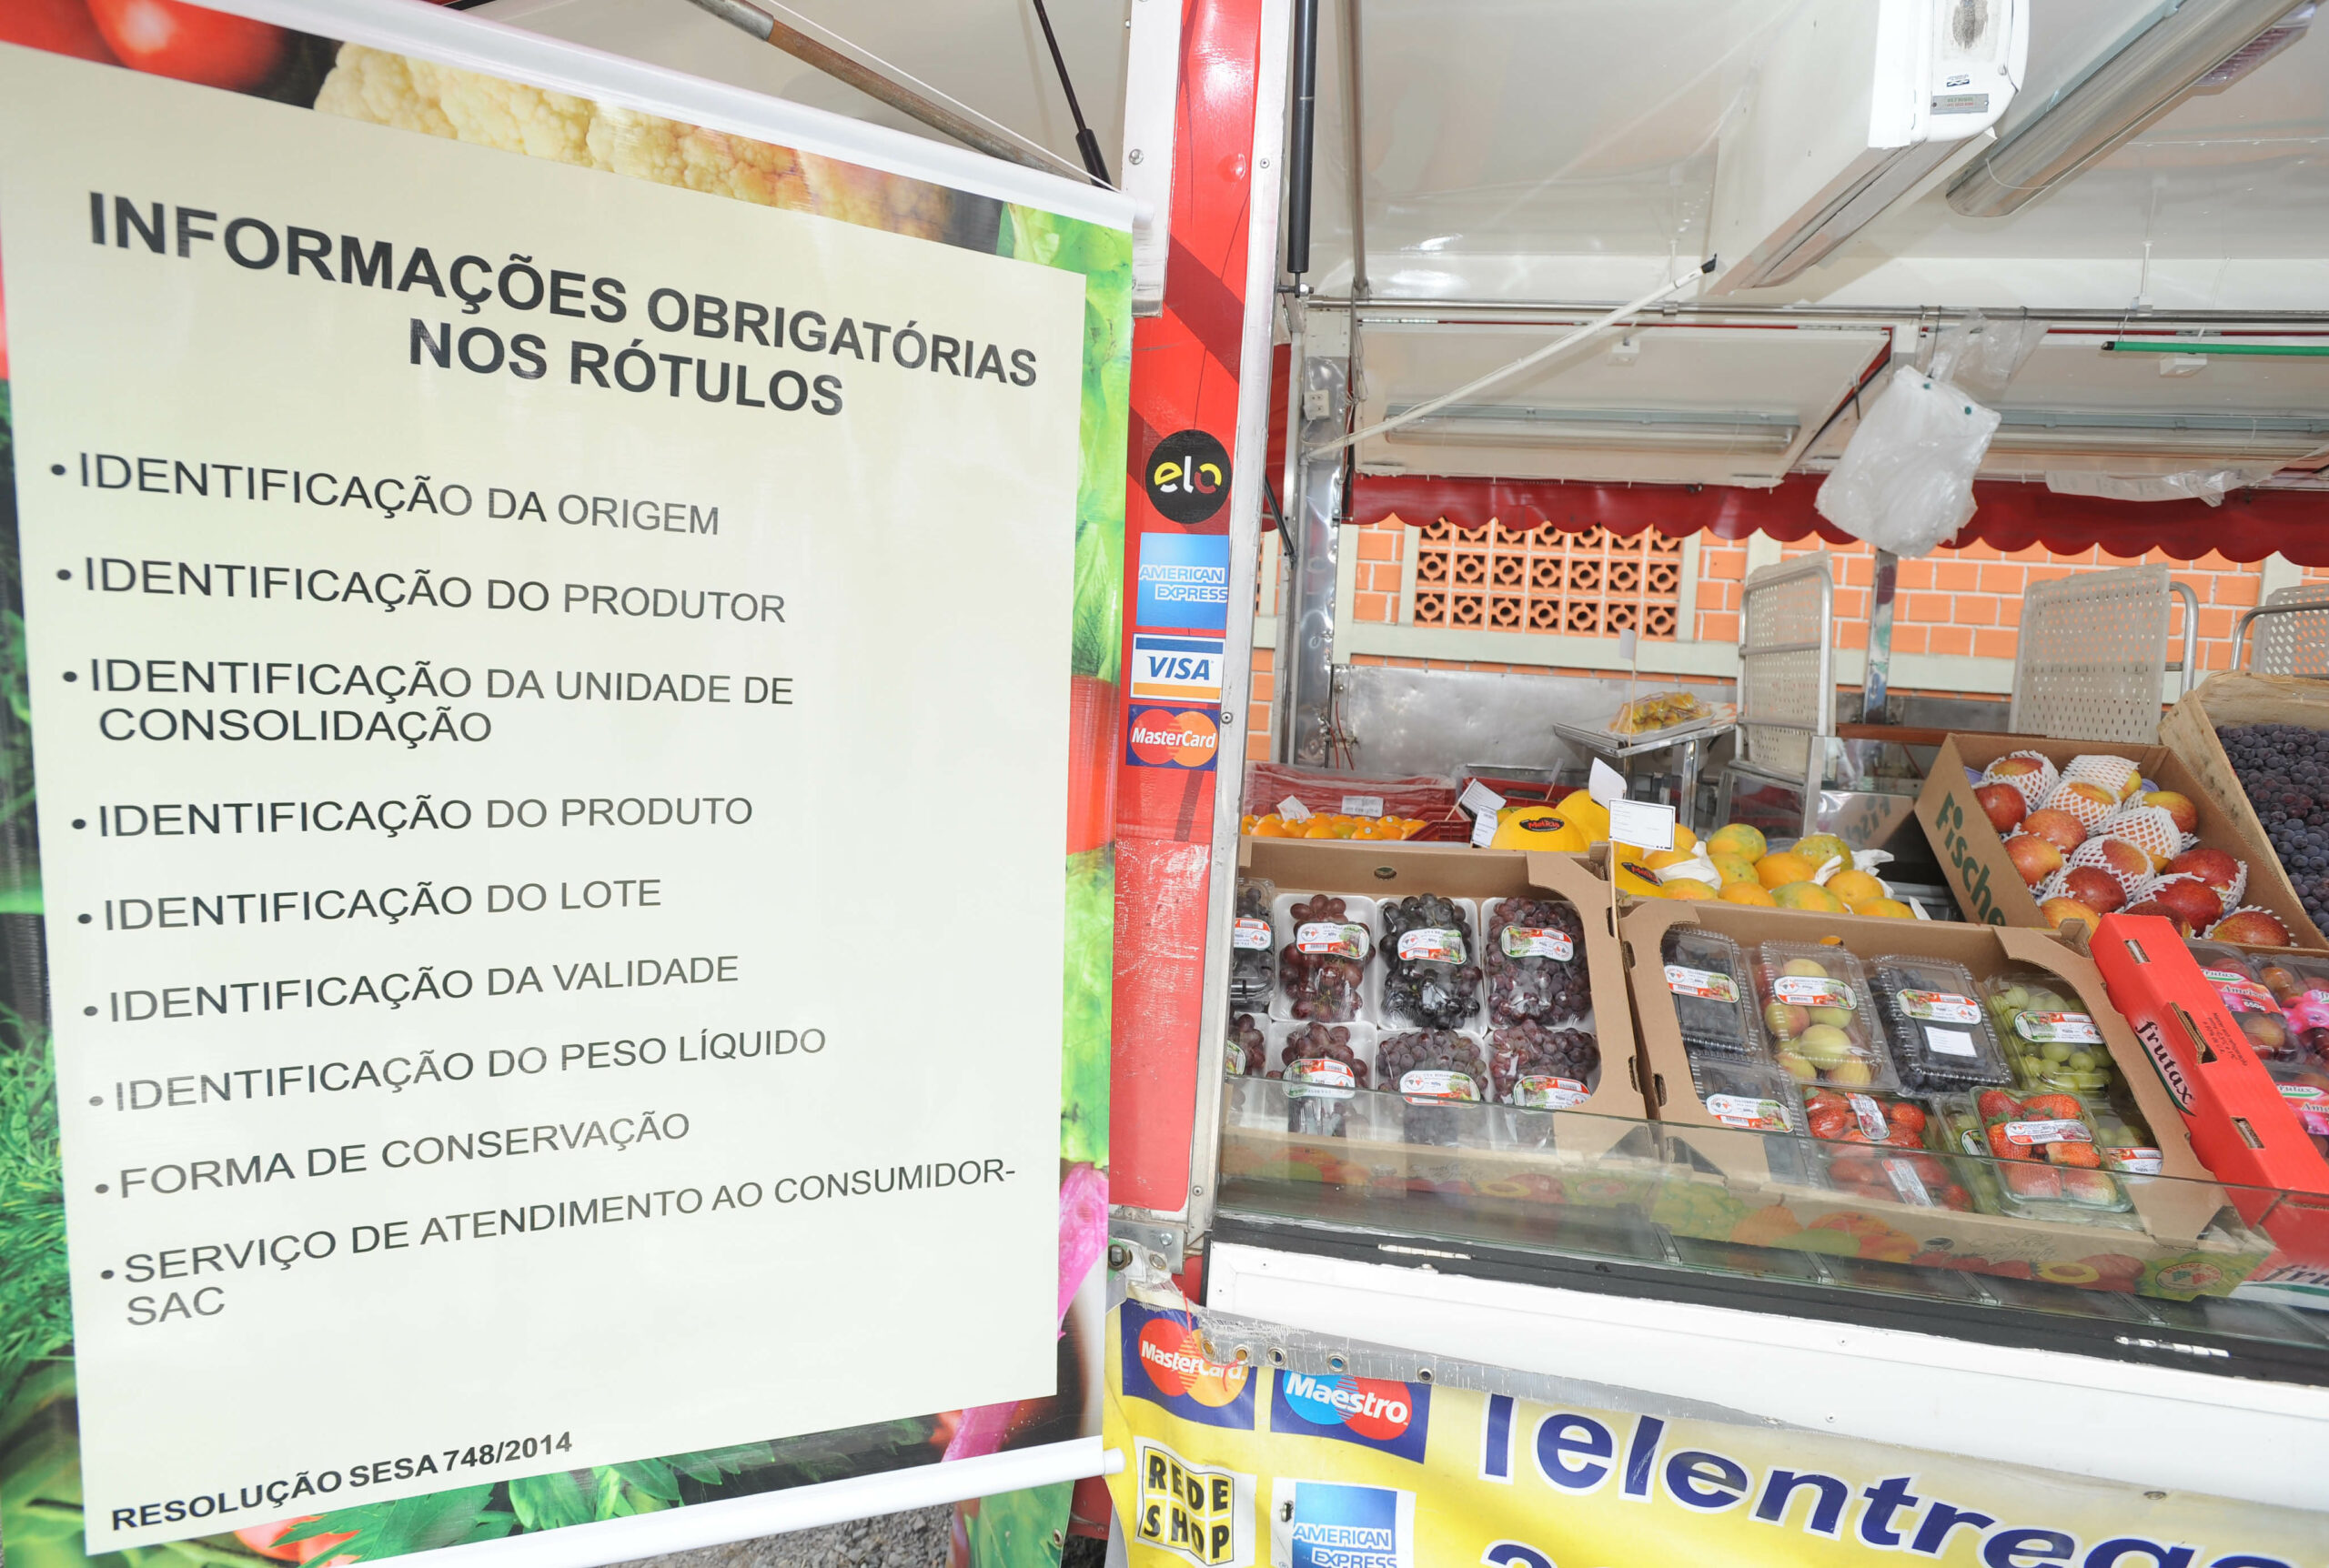 INFORMAÇÕES OBRIGATÓRIAS
NOS RÓTULOS
• IDENTIFICAÇÃO DA ORIGEM
• IDENTIFICAÇÃO DO PRODUTOR
• IDENTIFICAÇÃO DA UNIDADE DE
CONSOLIDAÇÃO
• IDENTIFICAÇÃO DO PRODUTO
• IDENTIFICAÇÃO DO LOTE
• IDENTIFICAÇÃO DA VALIDADE
• IDENTIFICAÇÃO DO PESO LÍQUIDO
• FORMA DE CONSERVAÇÃO
• SERVIÇO DE ATENDIMENTO AO CONSUMIDOR-
SAC
RESOLUÇÃO SESA 748/2014
elo
AMERICAN
EXPRESS
VISA
MasterCard
Fische
frutax
MasterCard
Maestro
REDE
SHOP
AMERICAN
EXPRESS
Telentrega